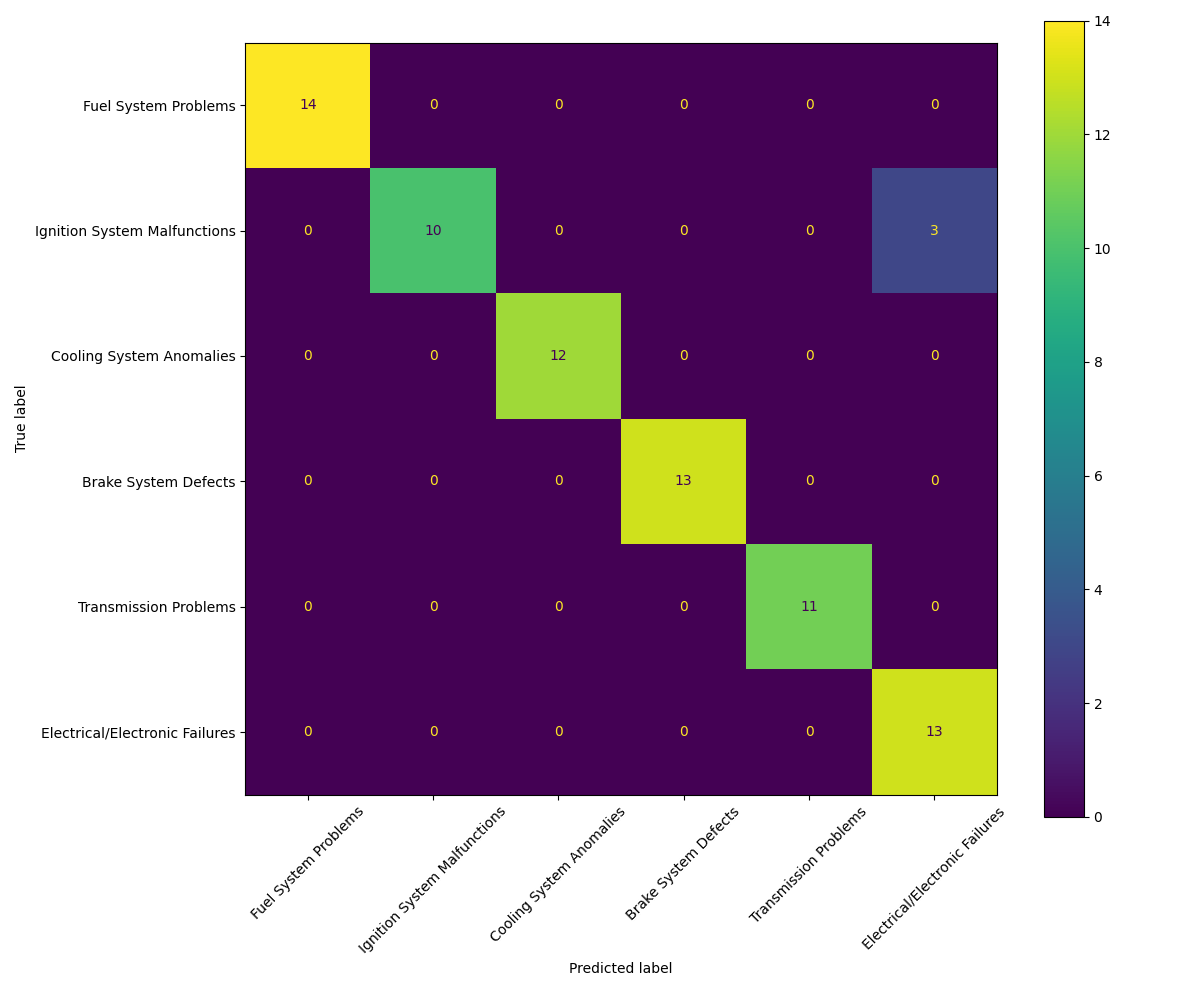 Fuel System Problems 14 0 0 0 0 0
Ignition System Malfunctions 0 10 0 0 0 3
Cooling System Anomalies 0 0 12 0 0 0
Brake System Defects 0 0 0 13 0 0
Transmission Problems 0 0 0 0 11 0
Electrical/Electronic Failures 0 0 0 0 0 13
True label
Fuel System Problems
Ignition System Malfunctions
Cooling System Anomalies
Brake System Defects
Transmission Problems
Electrical/Electronic Failures
Predicted label
14
12
10
8
6
4
2
0